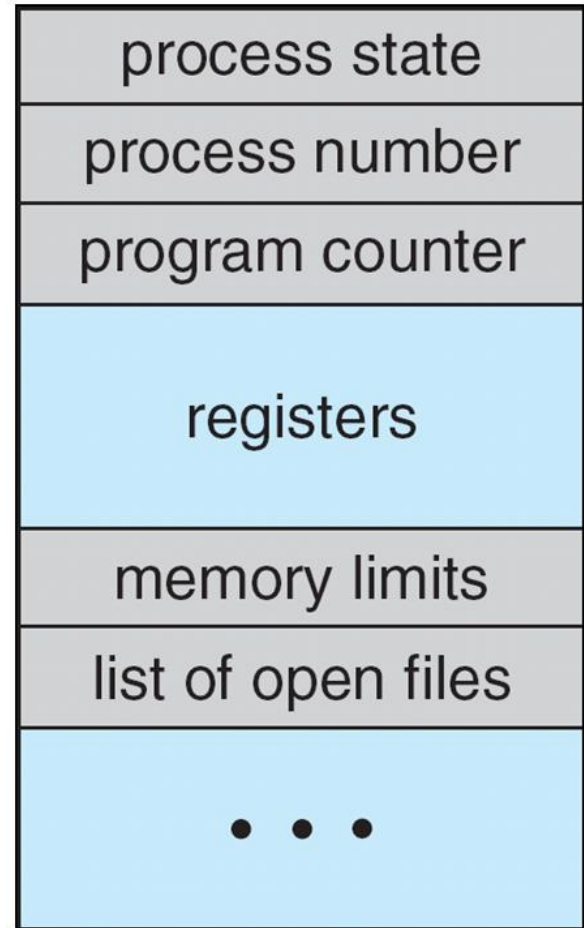 process state
process number
program counter
registers
memory limits
list of open files
• • •